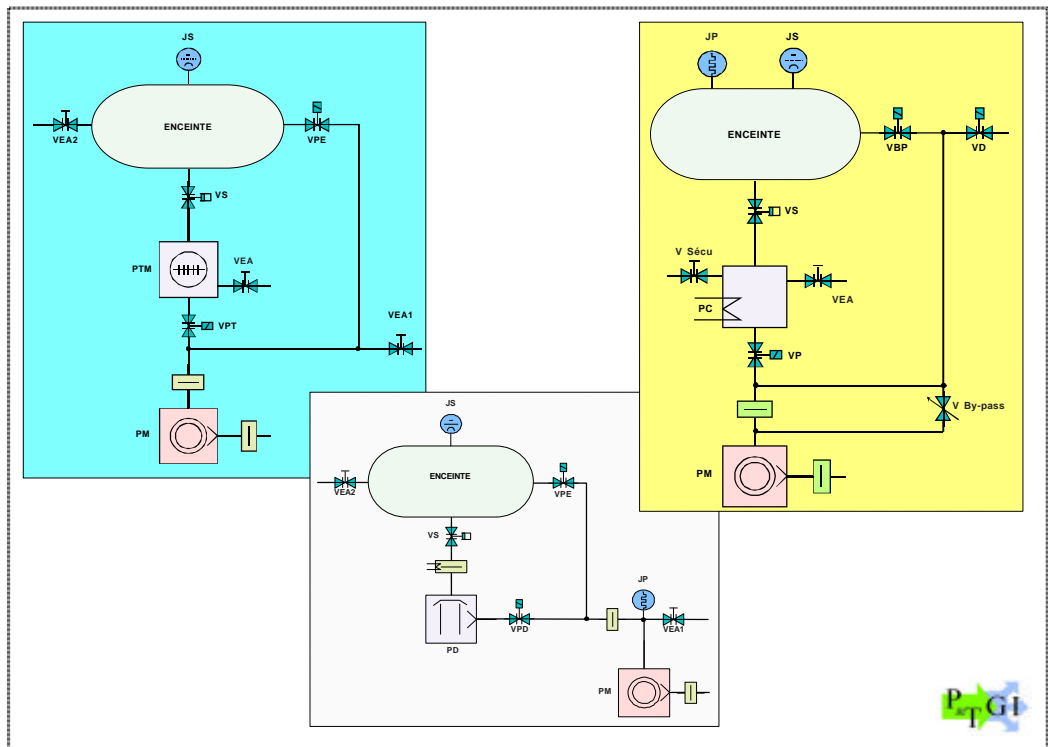 JS
ENCEINTE
VEA2
VPE
VS
PTM
VEA
VPT
VEA1
PM
JP
JS
ENCEINTE
VBP
VD
VS
V Sécu
PC
VEA
VP
V By-pass
PM
JS
ENCEINTE
VEA2
VPE
VS
JP
VPD
VEA1
PD
PM
P&TGI